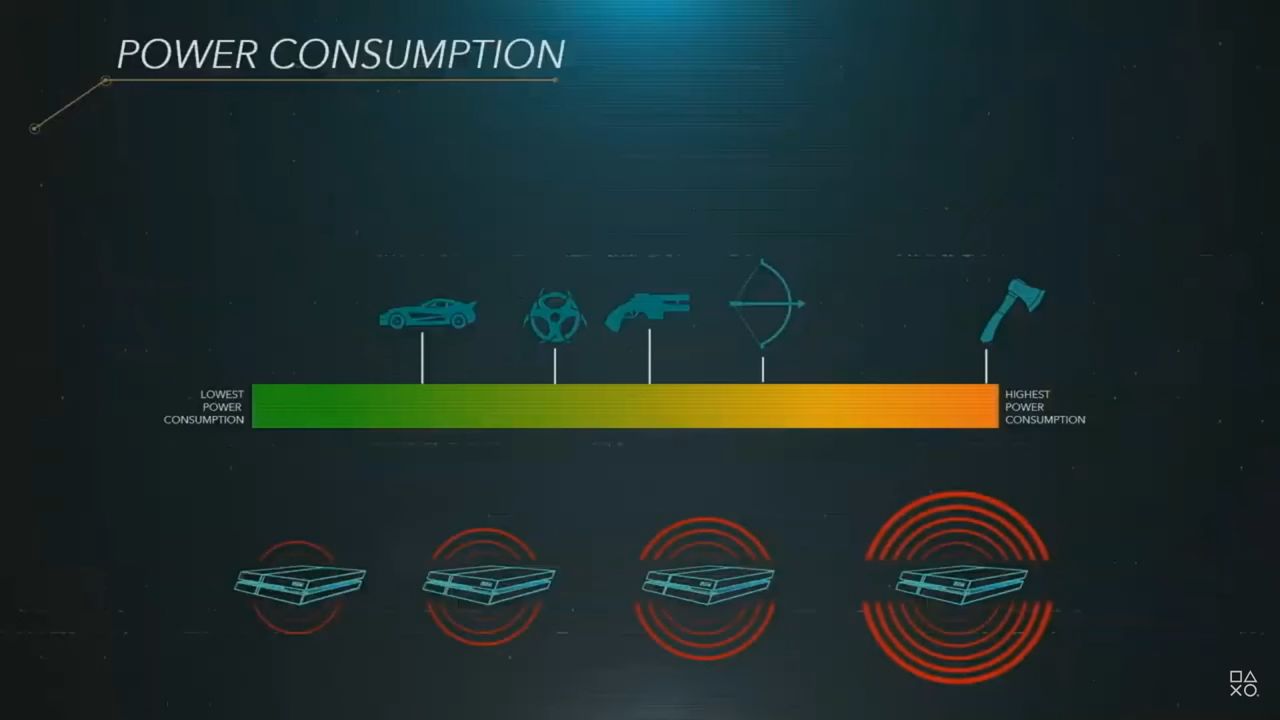 POWER CONSUMPTION
LOWEST
POWER
CONSUMPTION
HIGHEST
POWER
CONSUMPTION